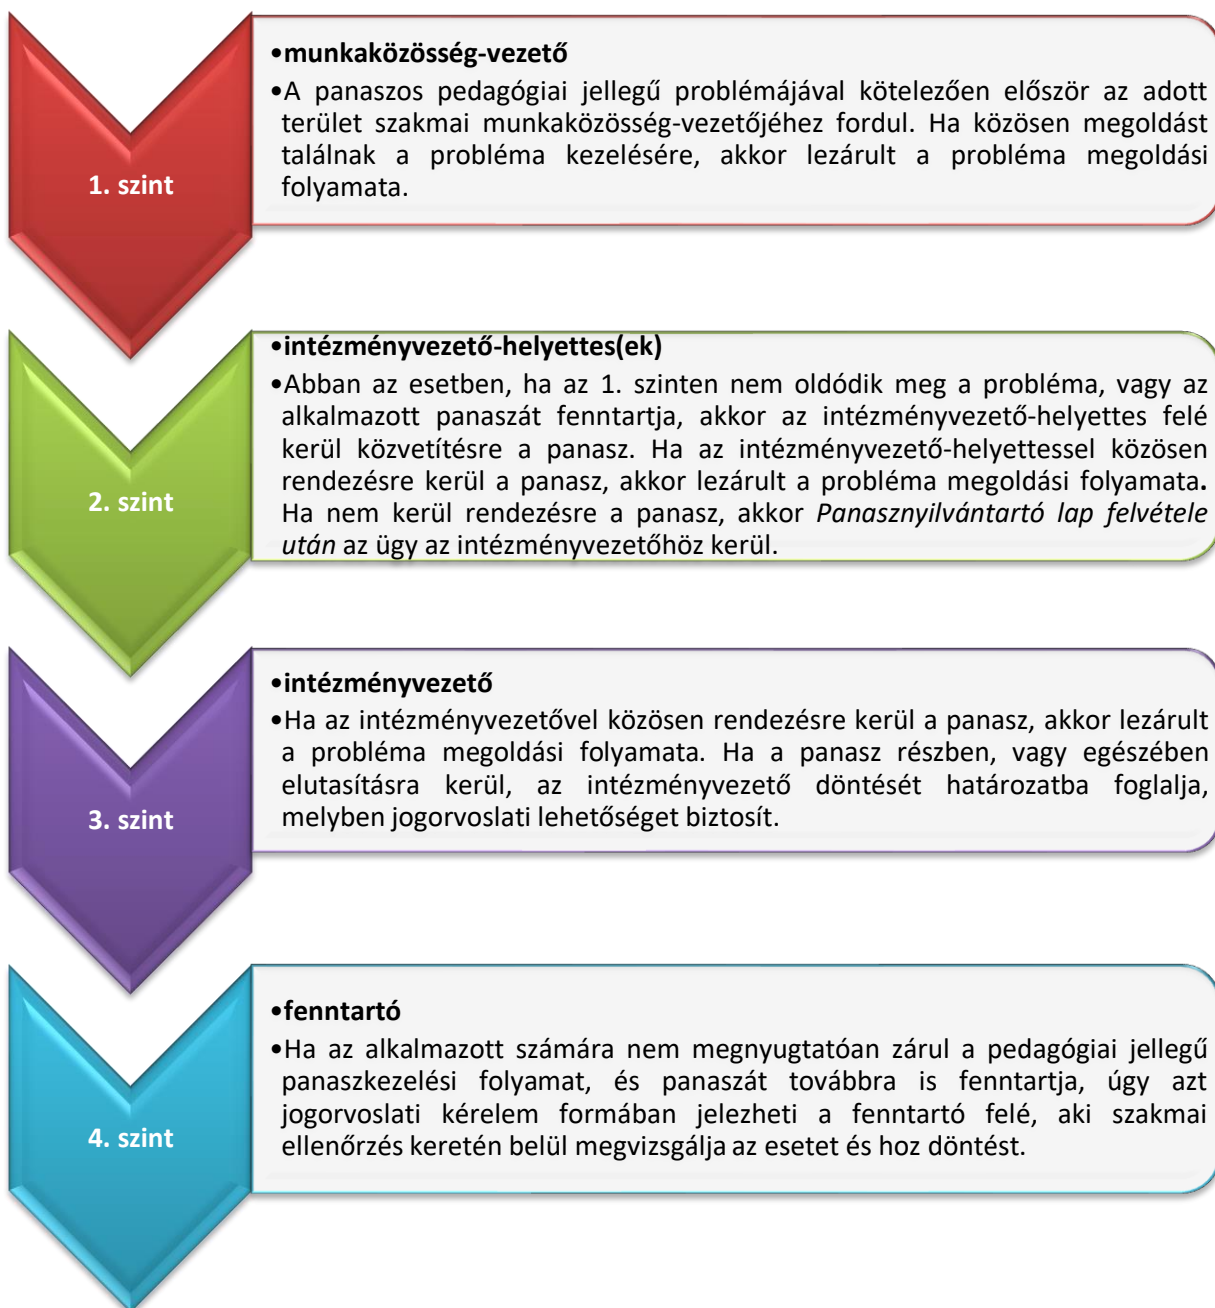 1. szint
•munkaközösség-vezető
•A panaszos pedagógiai jellegű problémájával kötelezően először az adott
terület szakmai munkaközösség-vezetőjéhez fordul. Ha közösen megoldást
találnak a probléma kezelésére, akkor lezárult a probléma megoldási
folyamata.
2. szint
•intézményvezető-helyettes(ek)
•Abban az esetben, ha az 1. szinten nem oldódik meg a probléma, vagy az
alkalmazott panaszát fenntartja, akkor az intézményvezető-helyettes felé
kerül közvetítésre a panasz. Ha az intézményvezető-helyettessel közösen
rendezésre kerül a panasz, akkor lezárult a probléma megoldási folyamata.
Ha nem kerül rendezésre a panasz, akkor Panasznyilvántartó lap felvétele
után az ügy az intézményvezetőhöz kerül.
3. szint
•intézményvezető
•Ha az intézményvezetővel közösen rendezésre kerül a panasz, akkor lezárult
a probléma megoldási folyamata. Ha a panasz részben, vagy egészében
elutasításra kerül, az intézményvezető döntését határozatba foglalja,
melyben jogorvoslati lehetőséget biztosít.
4. szint
•fenntartó
•Ha az alkalmazott számára nem megnyugtatóan zárul a pedagógiai jellegű
panaszkezelési folyamat, és panaszát továbbra is fenntartja, úgy azt
jogorvoslati kérelem formában jelezheti a fenntartó felé, aki szakmai
ellenőrzés keretén belül megvizsgálja az esetet és hoz döntést.